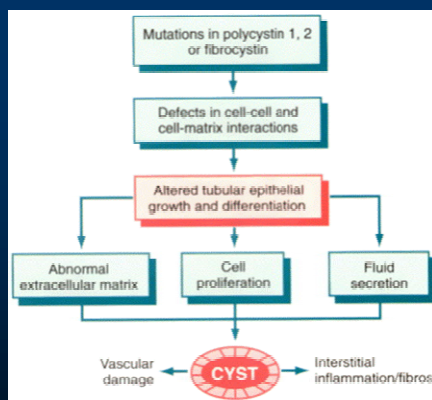 Mutations in polycystin 1, 2
or fibrocystin
Defects in cell-cell and
cell-matrix interactions
Altered tubular epithelial
growth and differentiation
Abnormal
extracellular matrix
Cell
proliferation
Fluid
secretion
Vascular
damage
CYST
Interstitial
inflammation/fibros